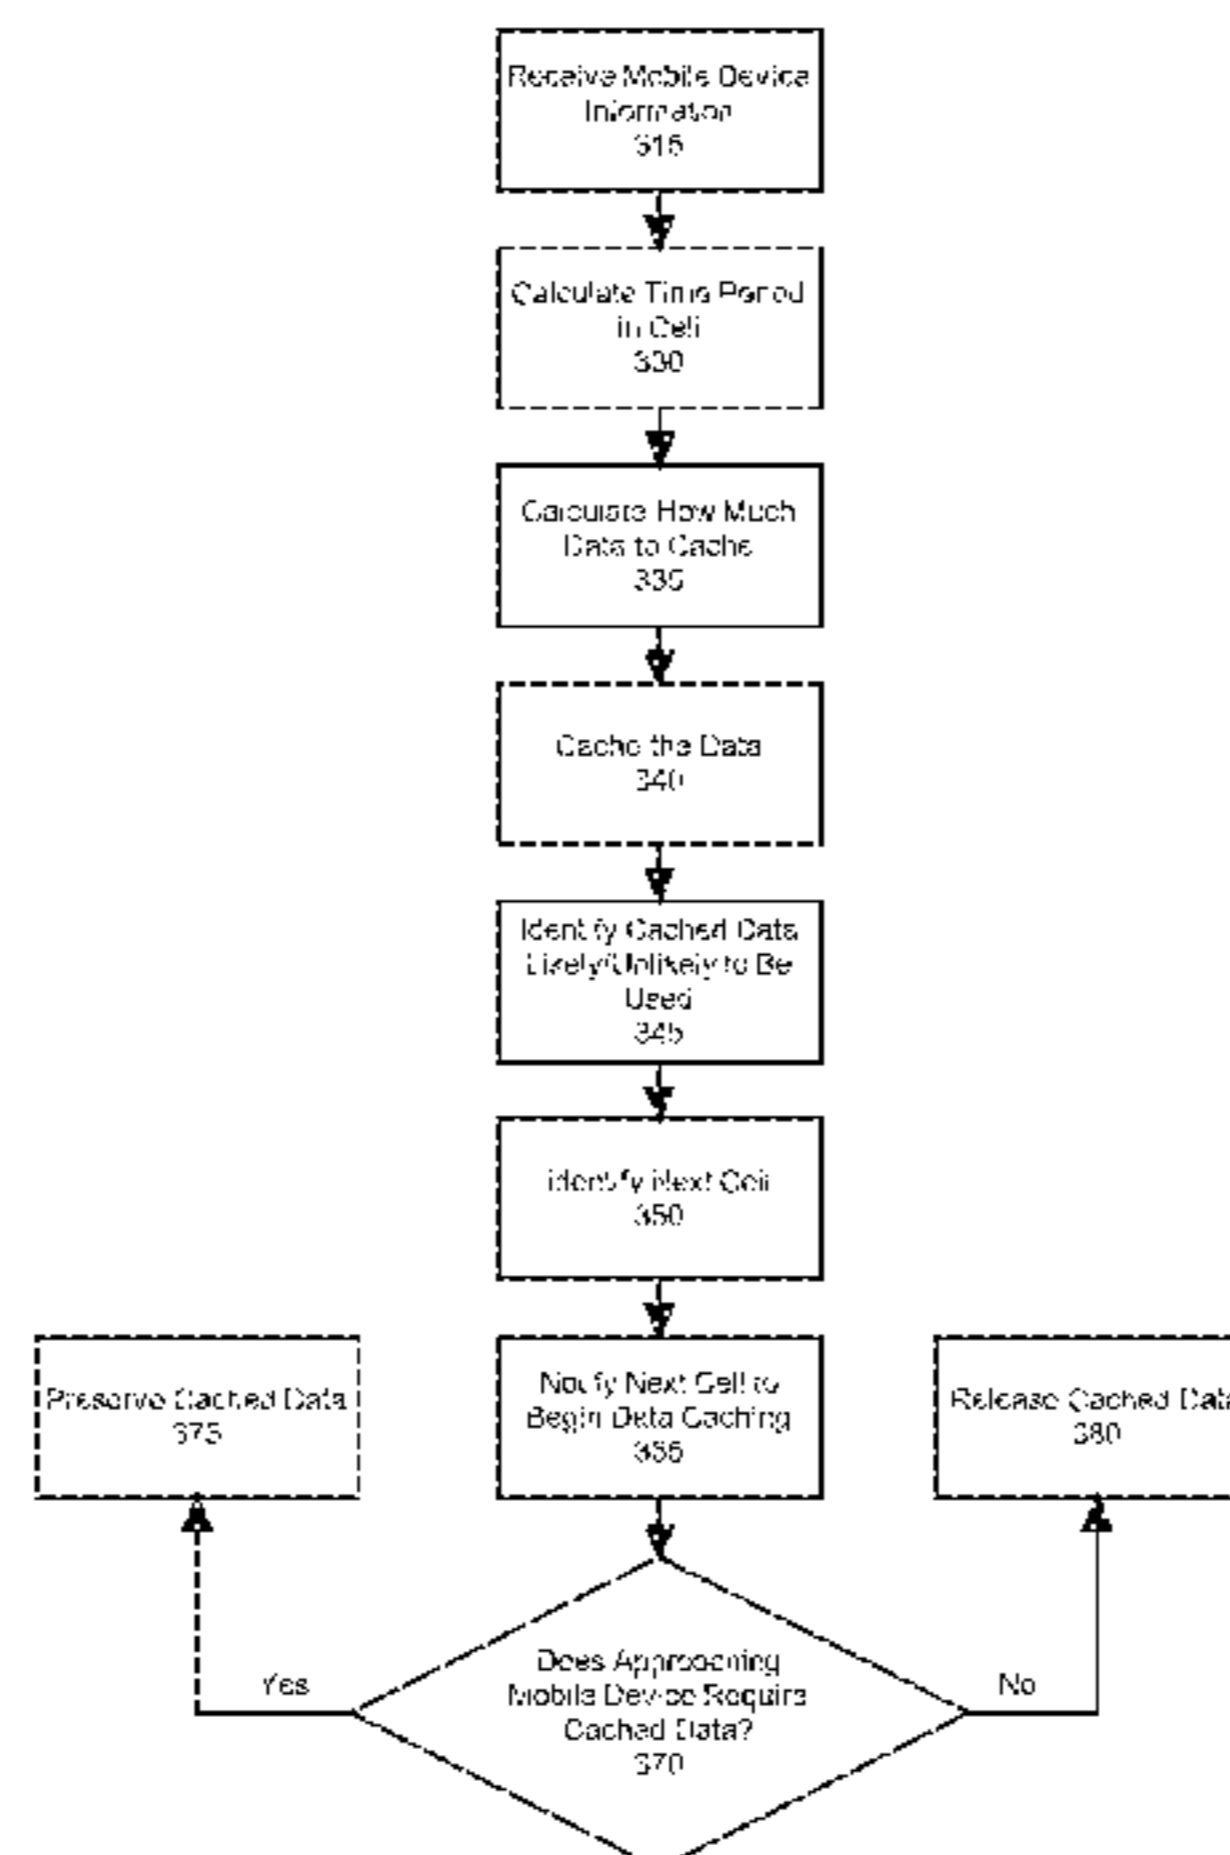 Receive Mobile Device
Information
315
Calculate Time Period
in Cell
330
Calculate How Much
Data to Cache
335
Cache the Data
340
Identify Cached Data
Likely/Unlikely to Be
Used
345
Identify Next Cell
350
Notify Next Cell to
Begin Data Caching
Preserve Cached Data
375
Release Cached Data
380
Does Approaching
Mobile Device Require
Cached Data?
370
Yes
No